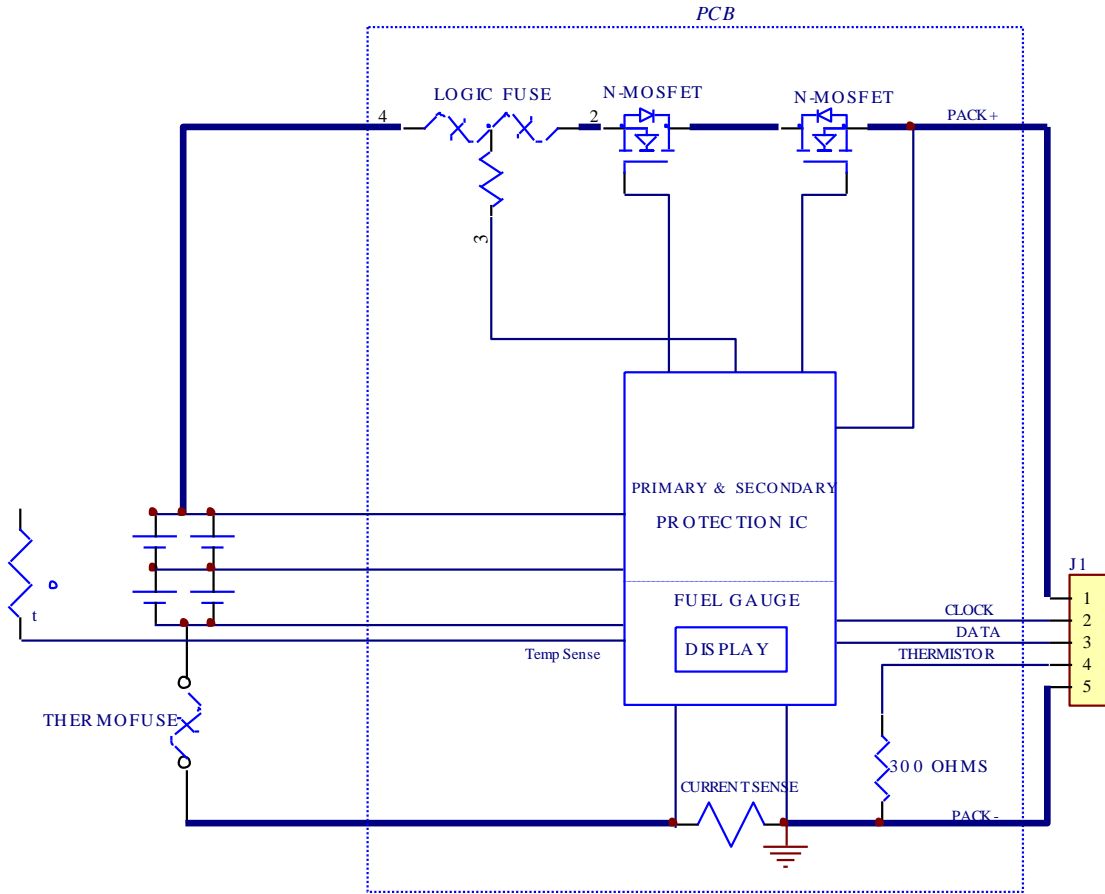 PCB
LOGIC FUSE
N-MOSFET
N-MOSFET
4
2
PACK+
3
PRIMARY & SECONDARY
PROTECTION IC
J1
FUEL GAUGE
1
CLOCK
2
t
DATA
3
DISPLAY
Temp Sense
THERMISTOR
4
5
THERMOFUSE
300 OHMS
CURRENT SENSE
PACK-